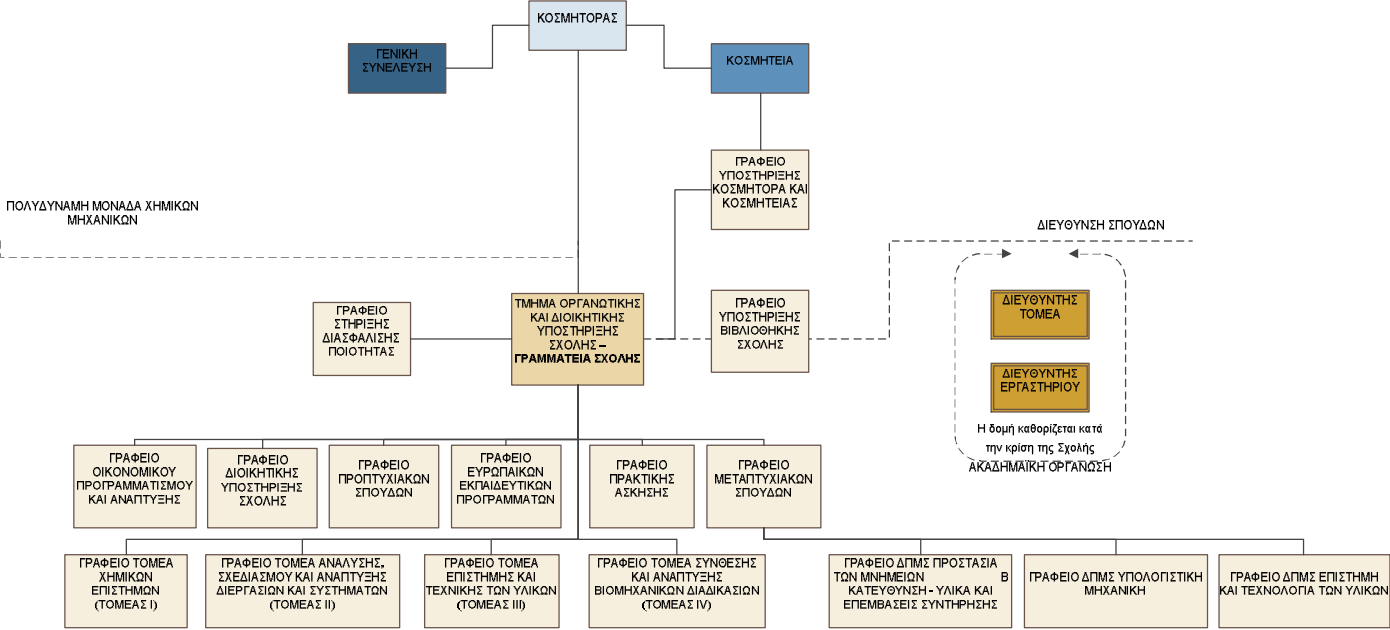 ΚΟΣΜΗΤΟΡΑΣ
ΓΕΝΙΚΗ
ΣΥΝΕΛΕΥΣΗ
ΚΟΣΜΗΤΕΙΑ
ΓΡΑΦΕΙΟ
ΥΠΟΣΤΗΡΙΞΗΣ
ΚΟΣΜΗΤΟΡΑ ΚΑΙ
ΚΟΣΜΗΤΕΙΑΣ
ΠΟΛΥΔΥΝΑΜΗ ΜΟΝΑΔΑ ΧΗΜΙΚΩΝ
ΜΗΧΑΝΙΚΩΝ
ΔΙΕΥΘΥΝΣΗ ΣΠΟΥΔΩΝ
ΓΡΑΦΕΙΟ
ΣΤΗΡΙΞΗΣ
ΔΙΑΣΦΑΛΙΣΗΣ
ΠΟΙΟΤΗΤΑΣ
ΤΜΗΜΑ ΟΡΓΑΝΩΤΙΚΗΣ
ΚΑΙ ΔΙΟΙΚΗΤΙΚΗΣ
ΥΠΟΣΤΗΡΙΞΗΣ
ΣΧΟΛΗΣ –
ΓΡΑΜΜΑΤΕΙΑ ΣΧΟΛΗΣ
ΓΡΑΦΕΙΟ
ΥΠΟΣΤΗΡΙΞΗΣ
ΒΙΒΛΙΟΘΗΚΗΣ
ΣΧΟΛΗΣ
ΔΙΕΥΘΥΝΤΗΣ
ΤΟΜΕΑ
ΔΙΕΥΘΥΝΤΗΣ
ΕΡΓΑΣΤΗΡΙΟΥ
Η δομή καθορίζεται κατά
την κρίση της Σχολής
ΑΚΑΔΗΜΑΪΚΗ ΟΡΓΑΝΩΣΗ
ΓΡΑΦΕΙΟ
ΟΙΚΟΝΟΜΙΚΟΥ
ΠΡΟΓΡΑΜΜΑΤΙΣΜΟΥ
ΚΑΙ ΑΝΑΠΤΥΞΗΣ
ΓΡΑΦΕΙΟ
ΔΙΟΙΚΗΤΙΚΗΣ
ΥΠΟΣΤΗΡΙΞΗΣ
ΣΧΟΛΗΣ
ΓΡΑΦΕΙΟ
ΠΡΟΠΤΥΧΙΑΚΩΝ
ΣΠΟΥΔΩΝ
ΓΡΑΦΕΙΟ
ΕΥΡΩΠΑΙΚΩΝ
ΕΚΠΑΙΔΕΥΤΙΚΩΝ
ΠΡΟΓΡΑΜΜΑΤΩΝ
ΓΡΑΦΕΙΟ
ΠΡΑΚΤΙΚΗΣ
ΑΣΚΗΣΗΣ
ΓΡΑΦΕΙΟ
ΜΕΤΑΠΤΥΧΙΑΚΩΝ
ΣΠΟΥΔΩΝ
ΓΡΑΦΕΙΟ ΤΟΜΕΑ
ΧΗΜΙΚΩΝ
ΕΠΙΣΤΗΜΩΝ
(ΤΟΜΕΑΣ Ι)
ΓΡΑΦΕΙΟ ΤΟΜΕΑ ΑΝΑΛΥΣΗΣ,
ΣΧΕΔΙΑΣΜΟΥ ΚΑΙ ΑΝΑΠΤΥΞΗΣ
ΔΙΕΡΓΑΣΙΩΝ ΚΑΙ ΣΥΣΤΗΜΑΤΩΝ
(ΤΟΜΕΑΣ ΙΙ)
ΓΡΑΦΕΙΟ ΤΟΜΕΑ
ΕΠΙΣΤΗΜΗΣ ΚΑΙ
ΤΕΧΝΙΚΗΣ ΤΩΝ ΥΛΙΚΩΝ
(ΤΟΜΕΑΣ ΙΙΙ)
ΓΡΑΦΕΙΟ ΤΟΜΕΑ ΣΥΝΘΕΣΗΣ
ΚΑΙ ΑΝΑΠΤΥΞΗΣ
ΒΙΟΜΗΧΑΝΙΚΩΝ ΔΙΑΔΙΚΑΣΙΩΝ
(ΤΟΜΕΑΣ IV)
ΓΡΑΦΕΙΟ ΔΠΜΣ ΠΡΟΣΤΑΣΙΑ
ΤΩΝ ΜΝΗΜΕΙΩΝ Β
ΚΑΤΕΥΘΥΝΣΗ - ΥΛΙΚΑ ΚΑΙ
ΕΠΕΜΒΑΣΕΙΣ ΣΥΝΤΗΡΗΣΗΣ
ΓΡΑΦΕΙΟ ΔΠΜΣ ΥΠΟΛΟΓΙΣΤΙΚΗ
ΜΗΧΑΝΙΚΗ
ΓΡΑΦΕΙΟ ΔΠΜΣ ΕΠΙΣΤΗΜΗ
ΚΑΙ ΤΕΧΝΟΛΟΓΙΑ ΤΩΝ ΥΛΙΚΩΝ